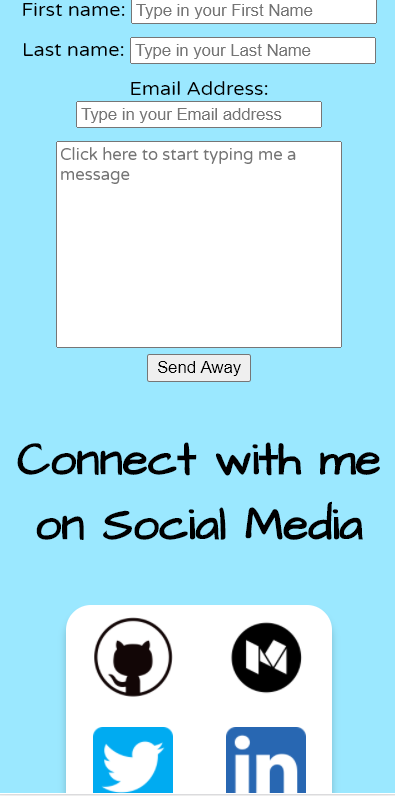 First name: Type in your First Name
Last name: Type in your Last Name
Email Address:
Type in your Email address
Click here to start typing me a
message
Send Away
Connect with me
on Social Media
in